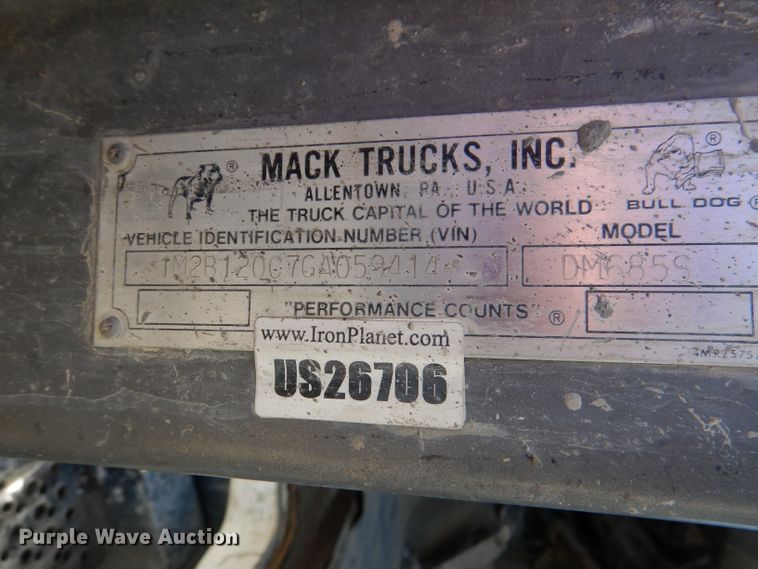 ® MACK TRUCKS, INC. ®
ALLENTOWN, PA., U.S.A.
THE TRUCK CAPITAL OF THE WORLD
BULL DOG ®
VEHICLE IDENTIFICATION NUMBER (VIN)
MODEL
1M2B120C7GA059414
DM685S
"PERFORMANCE COUNTS" ®
www.IronPlanet.com
US26706
Purple Wave Auction